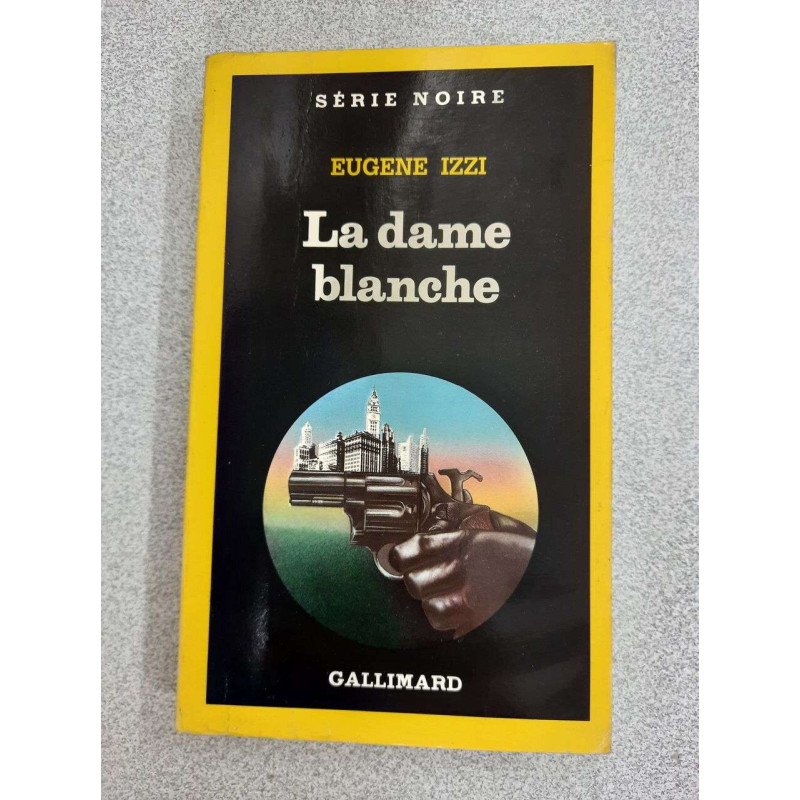 SÉRIE NOIRE
EUGENE IZZI
La dame
blanche
GALLIMARD